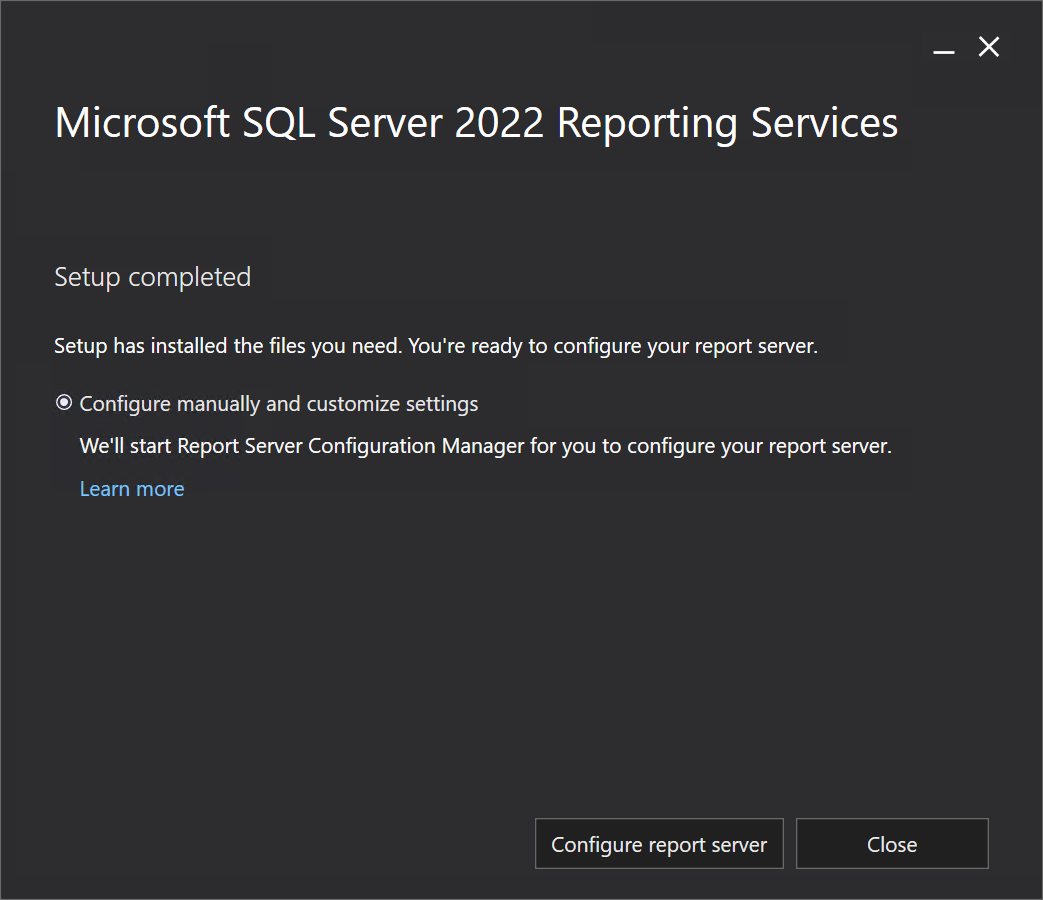 Microsoft SQL Server 2022 Reporting Services
Setup completed
Setup has installed the files you need. You're ready to configure your report server.
Configure manually and customize settings
We'll start Report Server Configuration Manager for you to configure your report server.
Learn more
Configure report server
Close